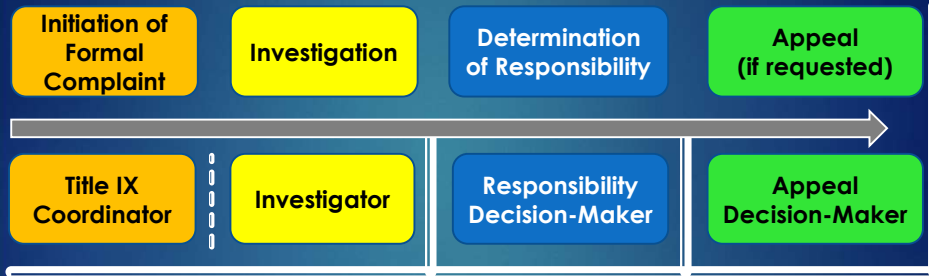 Initiation of
Formal
Complaint
Investigation
Determination
of Responsibility
Appeal
(if requested)
Title IX
Coordinator
Investigator
Responsibility
Decision-Maker
Appeal
Decision-Maker